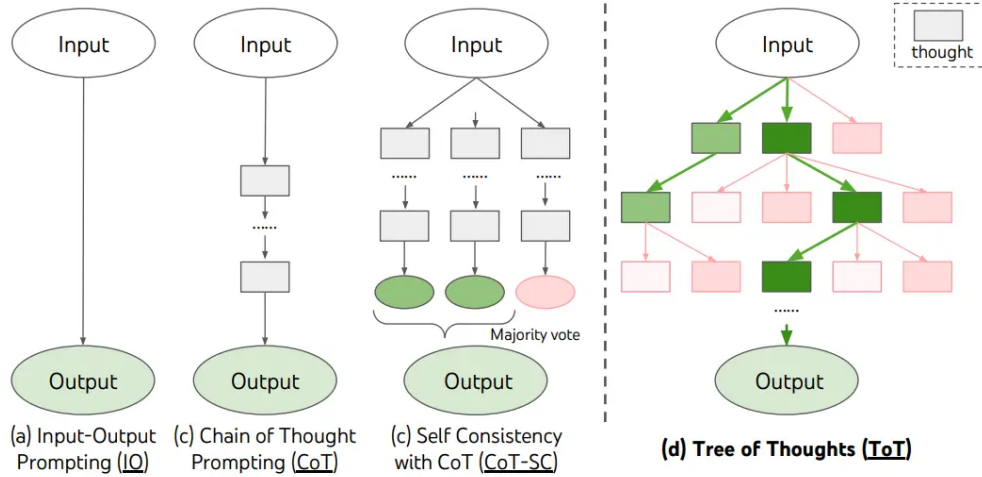 Input
Input
Input
Input
thought
......
......
......
......
......
Majority vote
Output
Output
Output
Output
(a) Input-Output
Prompting (IO)
(c) Chain of Thought
Prompting (CoT)
(c) Self Consistency
with CoT (CoT-SC)
(d) Tree of Thoughts (ToT)